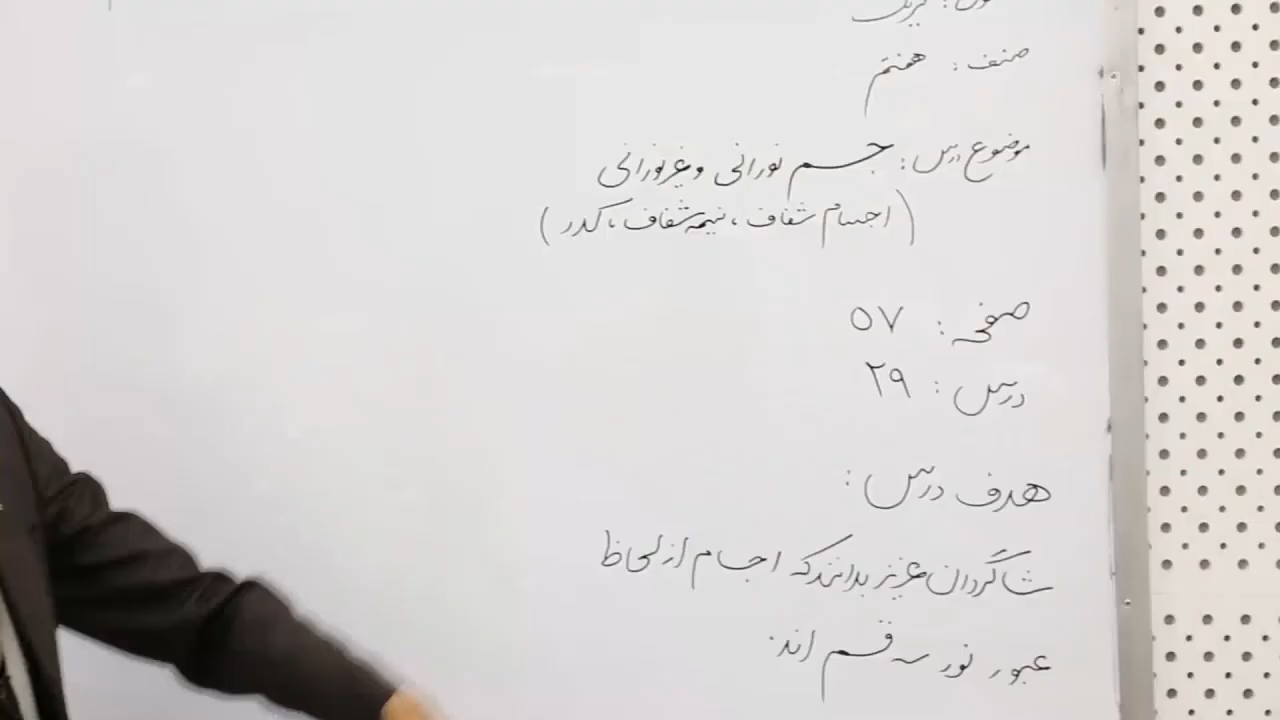 صنف : هفتم
موضوع درس : جسم نورانی و غیرنورانی
( اجسام شفاف ، نیمه شفاف ، کدر )
صفحه : ۵۷
درس : ۲۹
هدف درس :
شاگردان عزیز بدانند که اجسام از لحاظ
عبور نور سه قسم اند.